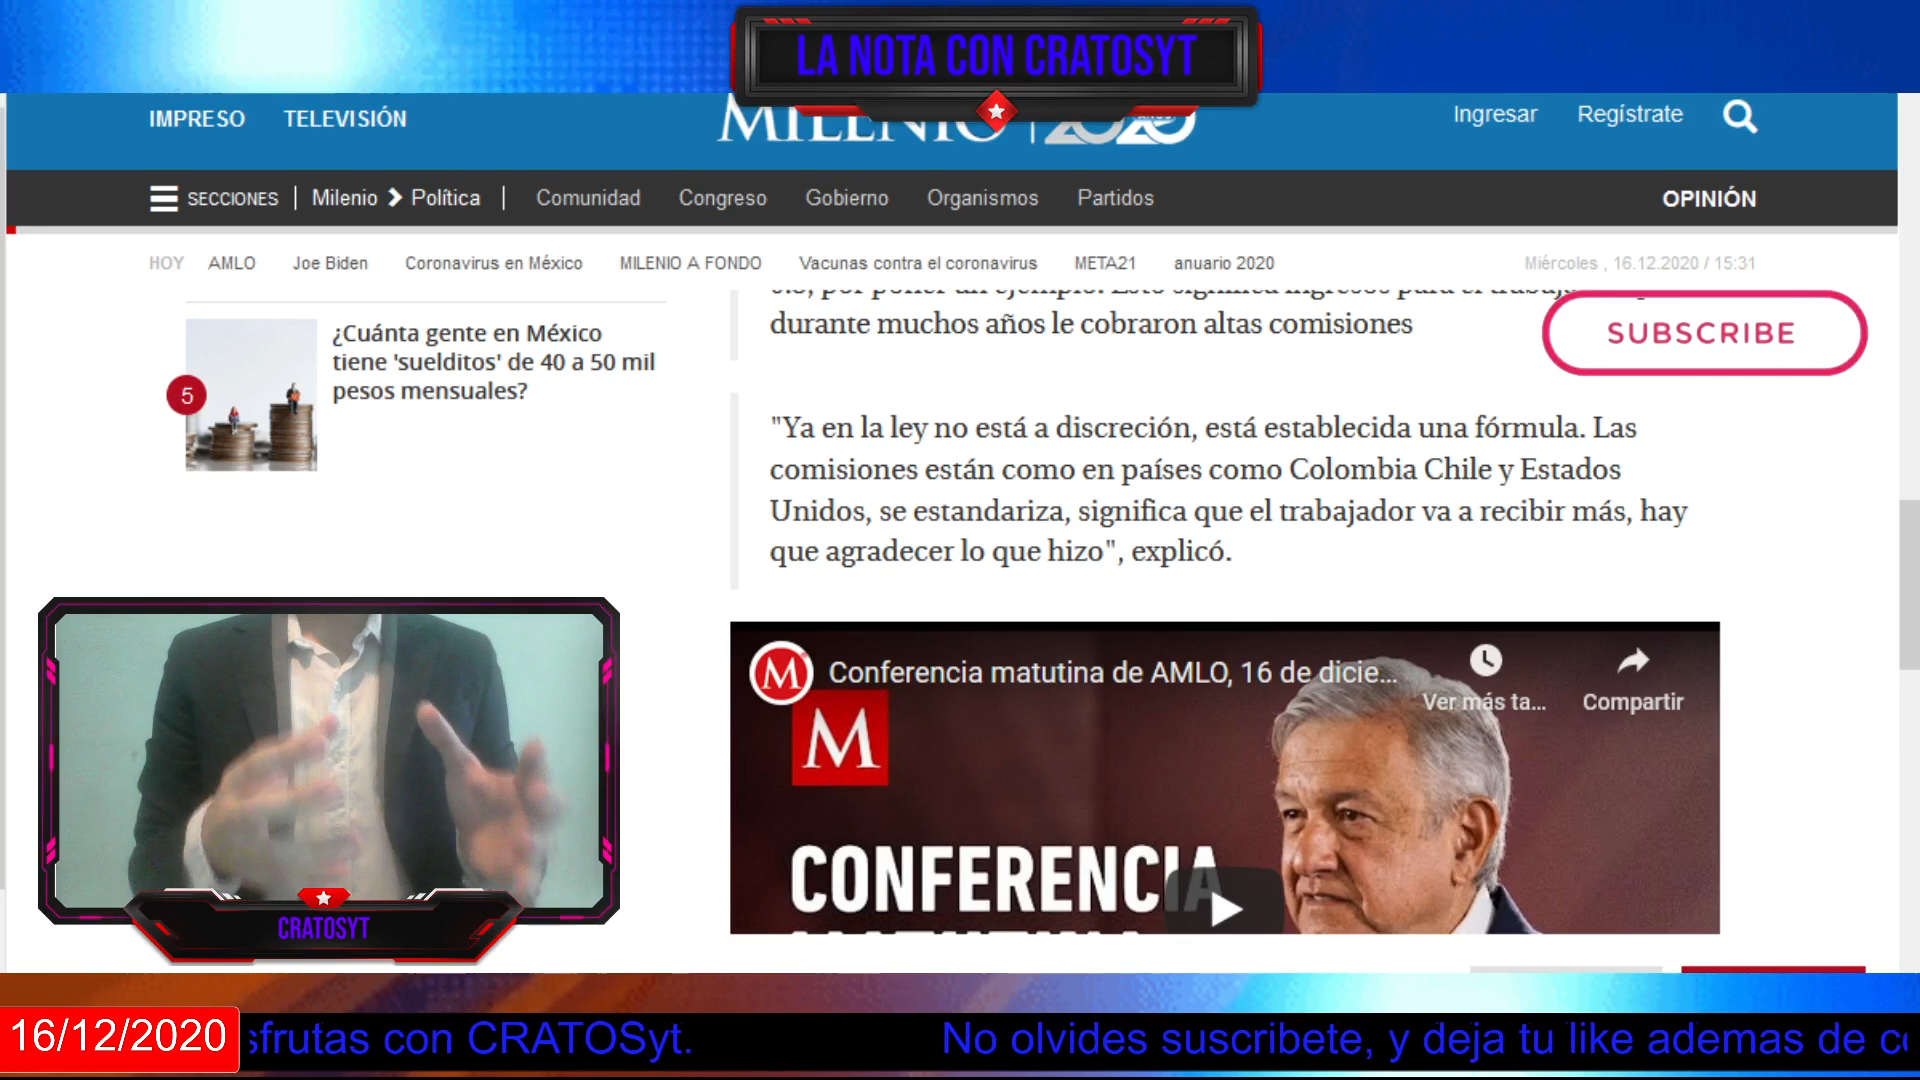 LA NOTA CON CRATOSYT
IMPRESO TELEVISIÓN
MILENIO
Ingresar Regístrate
SECCIONES | Milenio > Política | Comunidad Congreso Gobierno Organismos Partidos
OPINIÓN
HOY AMLO Joe Biden Coronavirus en México MILENIO A FONDO Vacunas contra el coronavirus META21 anuario 2020
Miércoles , 16.12.2020 / 15:31
5
¿Cuánta gente en México
tiene 'suelditos' de 40 a 50 mil
pesos mensuales?
durante muchos años le cobraron altas comisiones
SUBSCRIBE
"Ya en la ley no está a discreción, está establecida una fórmula. Las
comisiones están como en países como Colombia Chile y Estados
Unidos, se estandariza, significa que el trabajador va a recibir más, hay
que agradecer lo que hizo", explicó.
M
Conferencia matutina de AMLO, 16 de dicie...
Ver más ta...
Compartir
M
CONFERENCIA
CRATOSYT
16/12/2020
sfrutas con CRATOSyt.
No olvides suscribete, y deja tu like ademas de